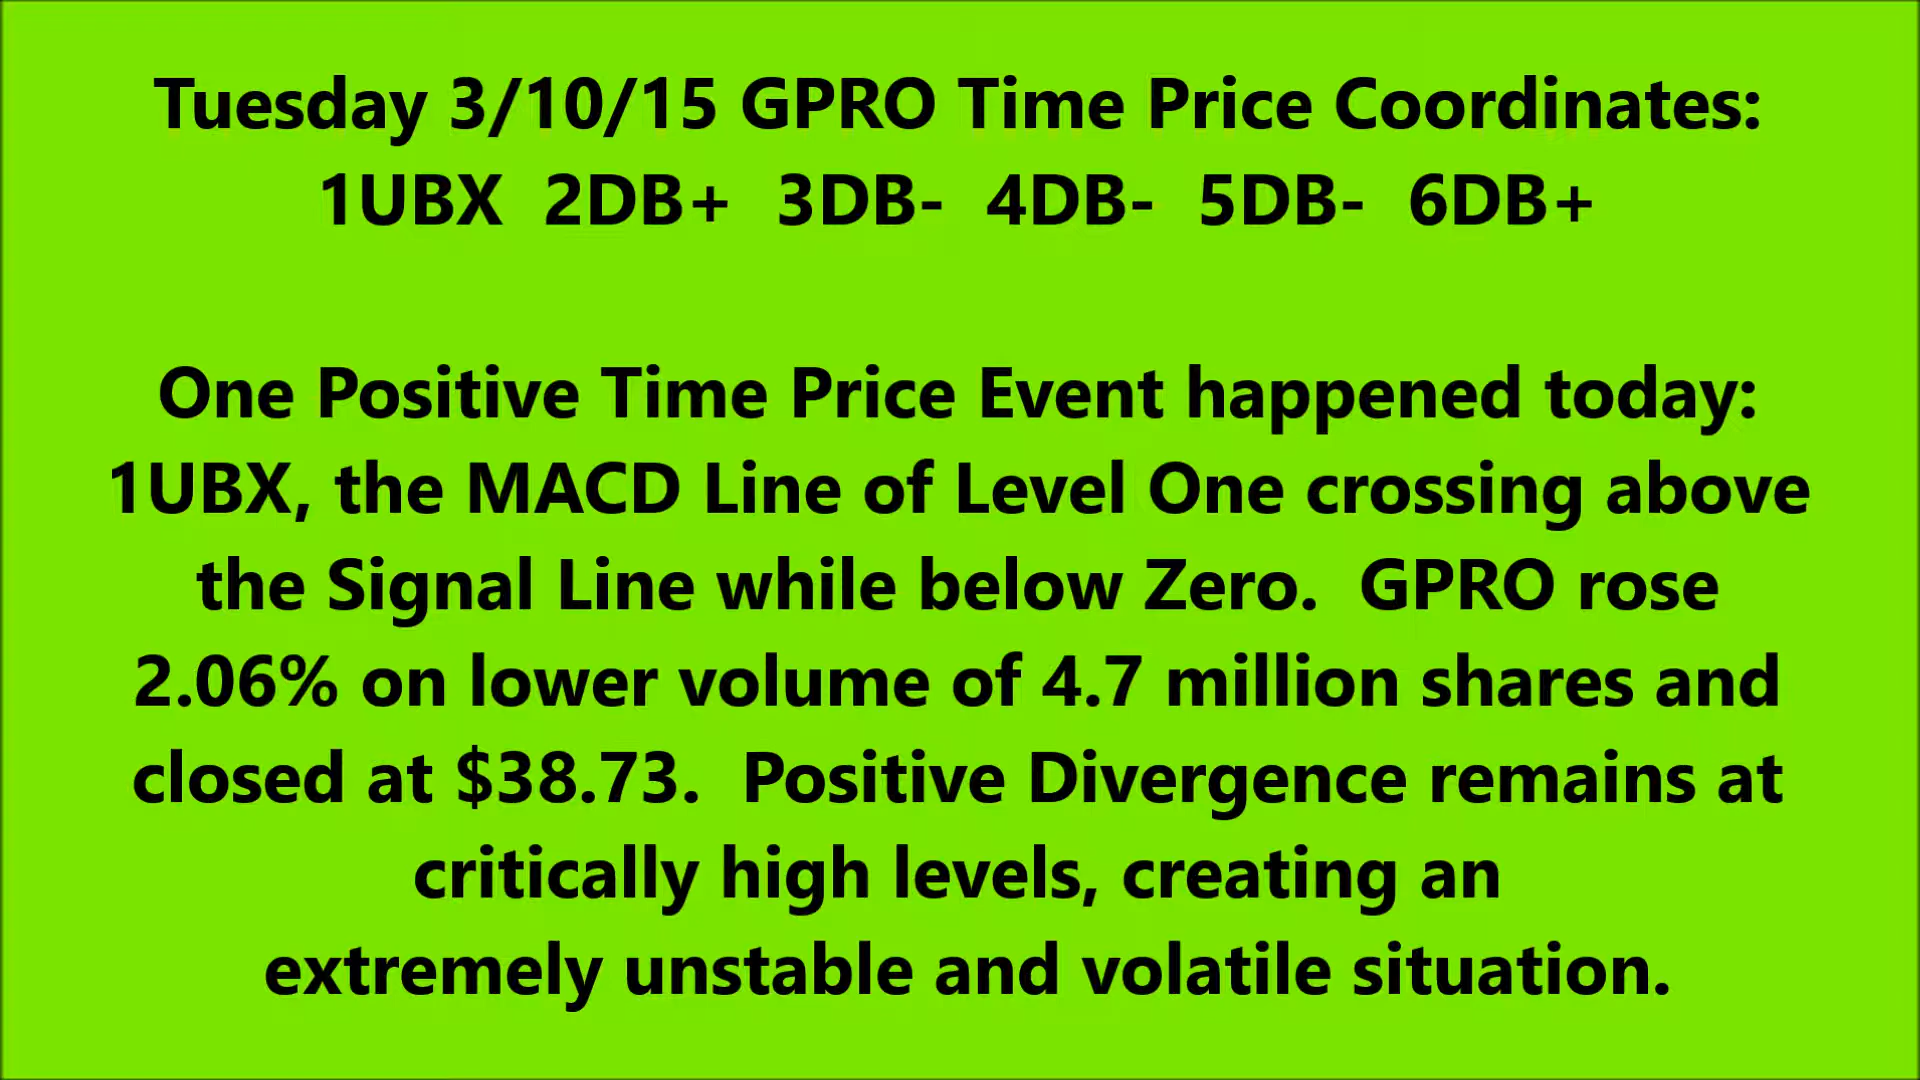 Tuesday 3/10/15 GPRO Time Price Coordinates:
1UBX  2DB+  3DB-  4DB-  5DB-  6DB+
One Positive Time Price Event happened today:
1UBX, the MACD Line of Level One crossing above
the Signal Line while below Zero.  GPRO rose
2.06% on lower volume of 4.7 million shares and
closed at $38.73.  Positive Divergence remains at
critically high levels, creating an
extremely unstable and volatile situation.